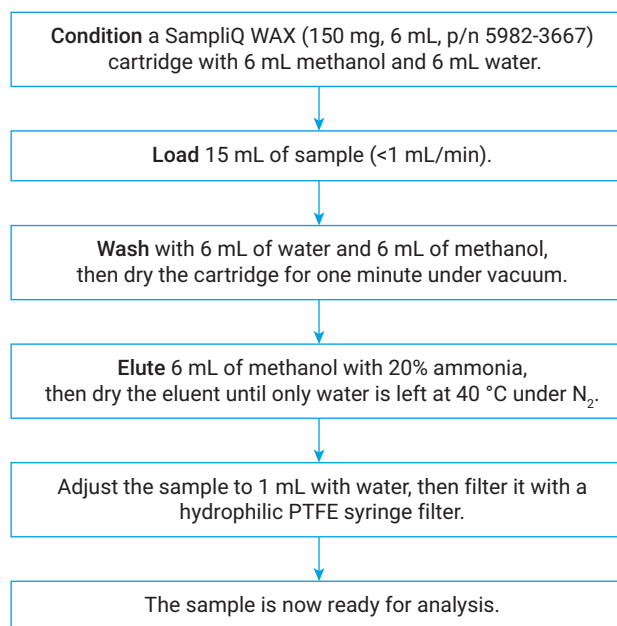 Condition a SampliQ WAX (150 mg, 6 mL, p/n 5982-3667)
cartridge with 6 mL methanol and 6 mL water.
Load 15 mL of sample (<1 mL/min).
Wash with 6 mL of water and 6 mL of methanol,
then dry the cartridge for one minute under vacuum.
Elute 6 mL of methanol with 20% ammonia,
then dry the eluent until only water is left at 40 °C under N₂.
Adjust the sample to 1 mL with water, then filter it with a
hydrophilic PTFE syringe filter.
The sample is now ready for analysis.